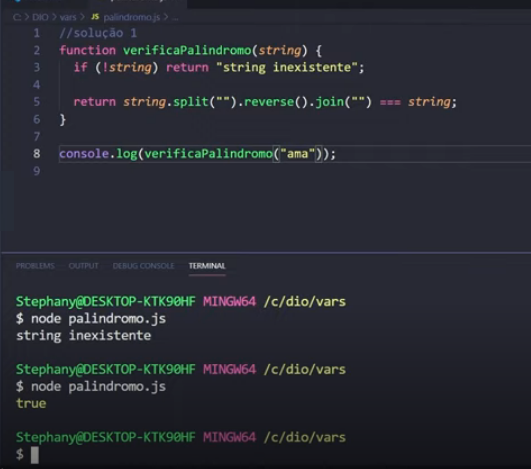 C: > DIO > vars > JS palindromo.js > ...
1 //solução 1
2 function verificaPalindromo(string) {
3 if (!string) return "string inexistente";
4
5 return string.split("").reverse().join("") === string;
6 }
7
8 console.log(verificaPalindromo("ama"));
9
PROBLEMS OUTPUT DEBUG CONSOLE TERMINAL
Stephany@DESKTOP-KTK90HF MINGW64 /c/dio/vars
$ node palindromo.js
string inexistente
Stephany@DESKTOP-KTK90HF MINGW64 /c/dio/vars
$ node palindromo.js
true
Stephany@DESKTOP-KTK90HF MINGW64 /c/dio/vars
$